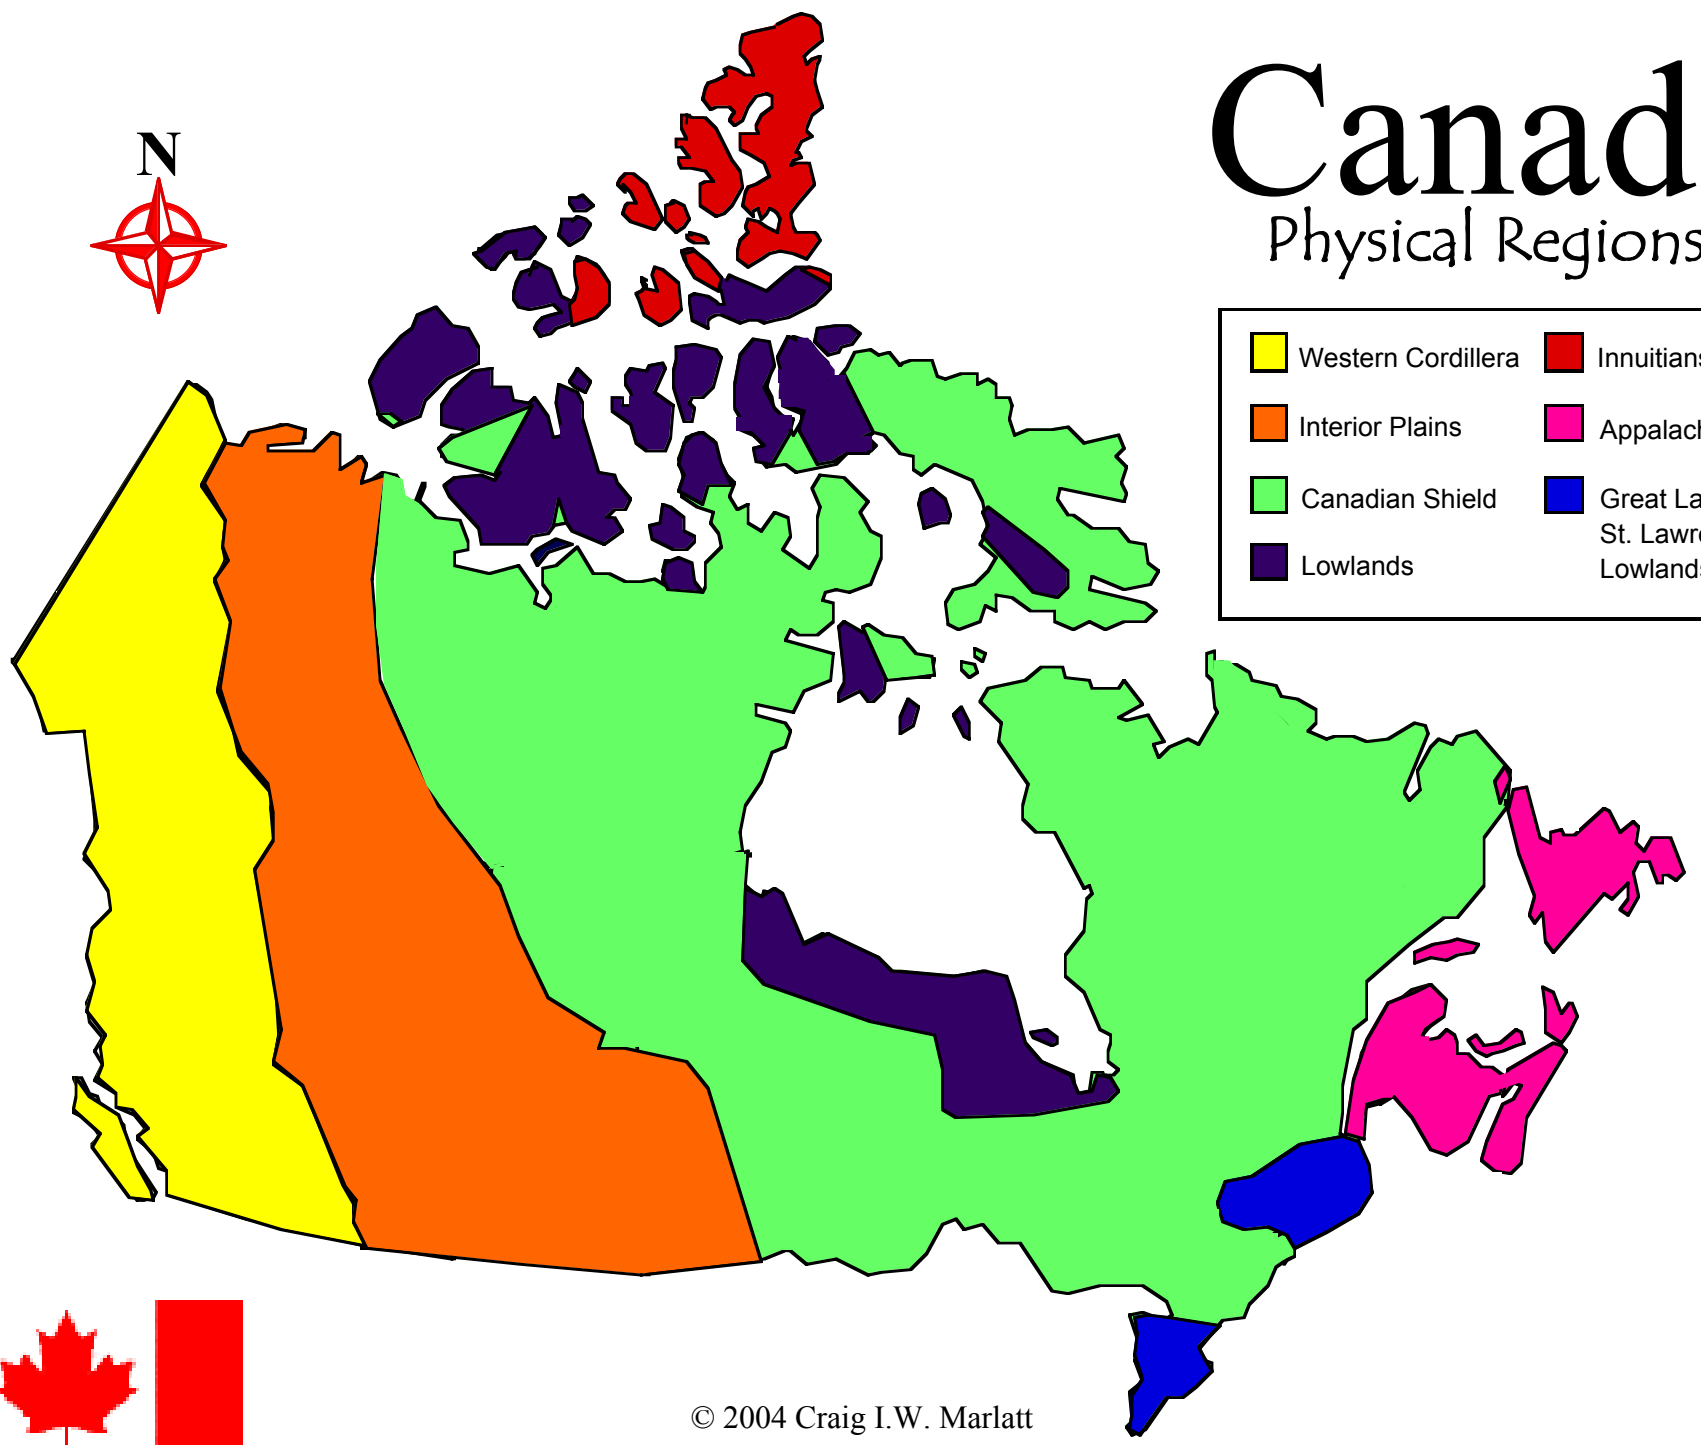 N
Canad
Physical Regions
Western Cordillera
Innuitians
Interior Plains
Appalach
Canadian Shield
Great La
St. Lawre
Lowlands
Lowlands
© 2004 Craig I.W. Marlatt